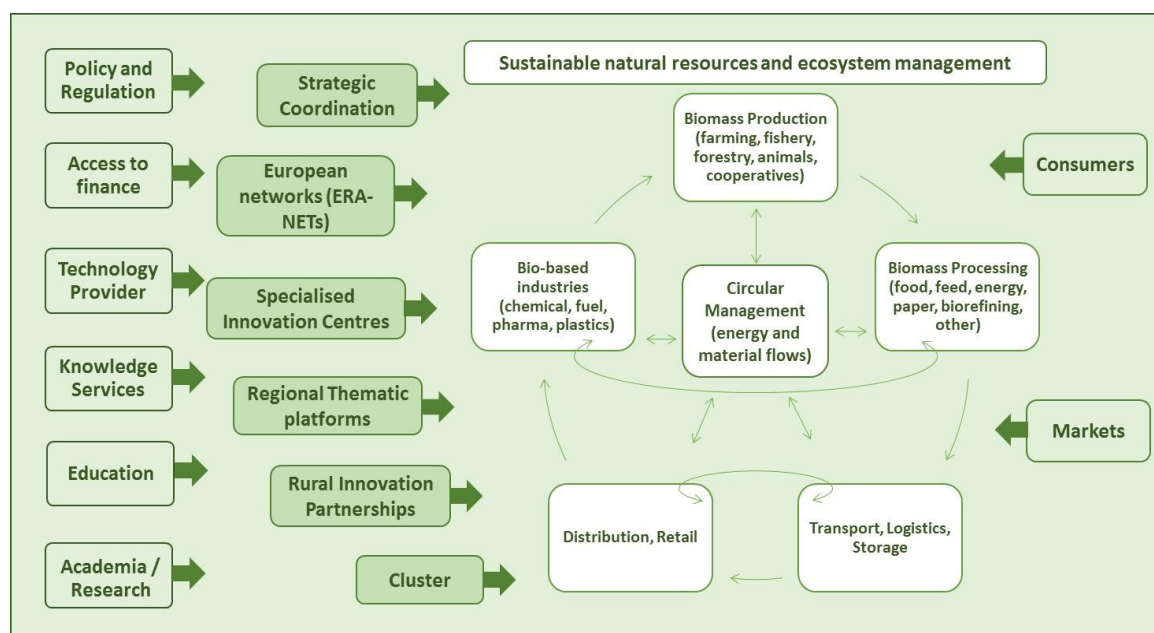 Policy and
Regulation
Access to
finance
Technology
Provider
Knowledge
Services
Education
Academia /
Research
Strategic
Coordination
European
networks (ERA-
NETs)
Specialised
Innovation Centres
Regional Thematic
platforms
Rural Innovation
Partnerships
Cluster
Sustainable natural resources and ecosystem management
Biomass Production
(farming, fishery,
forestry, animals,
cooperatives)
Bio-based
industries
(chemical, fuel,
pharma, plastics)
Circular
Management
(energy and
material flows)
Biomass Processing
(food, feed, energy,
paper, biorefining,
other)
Distribution, Retail
Transport, Logistics,
Storage
Consumers
Markets